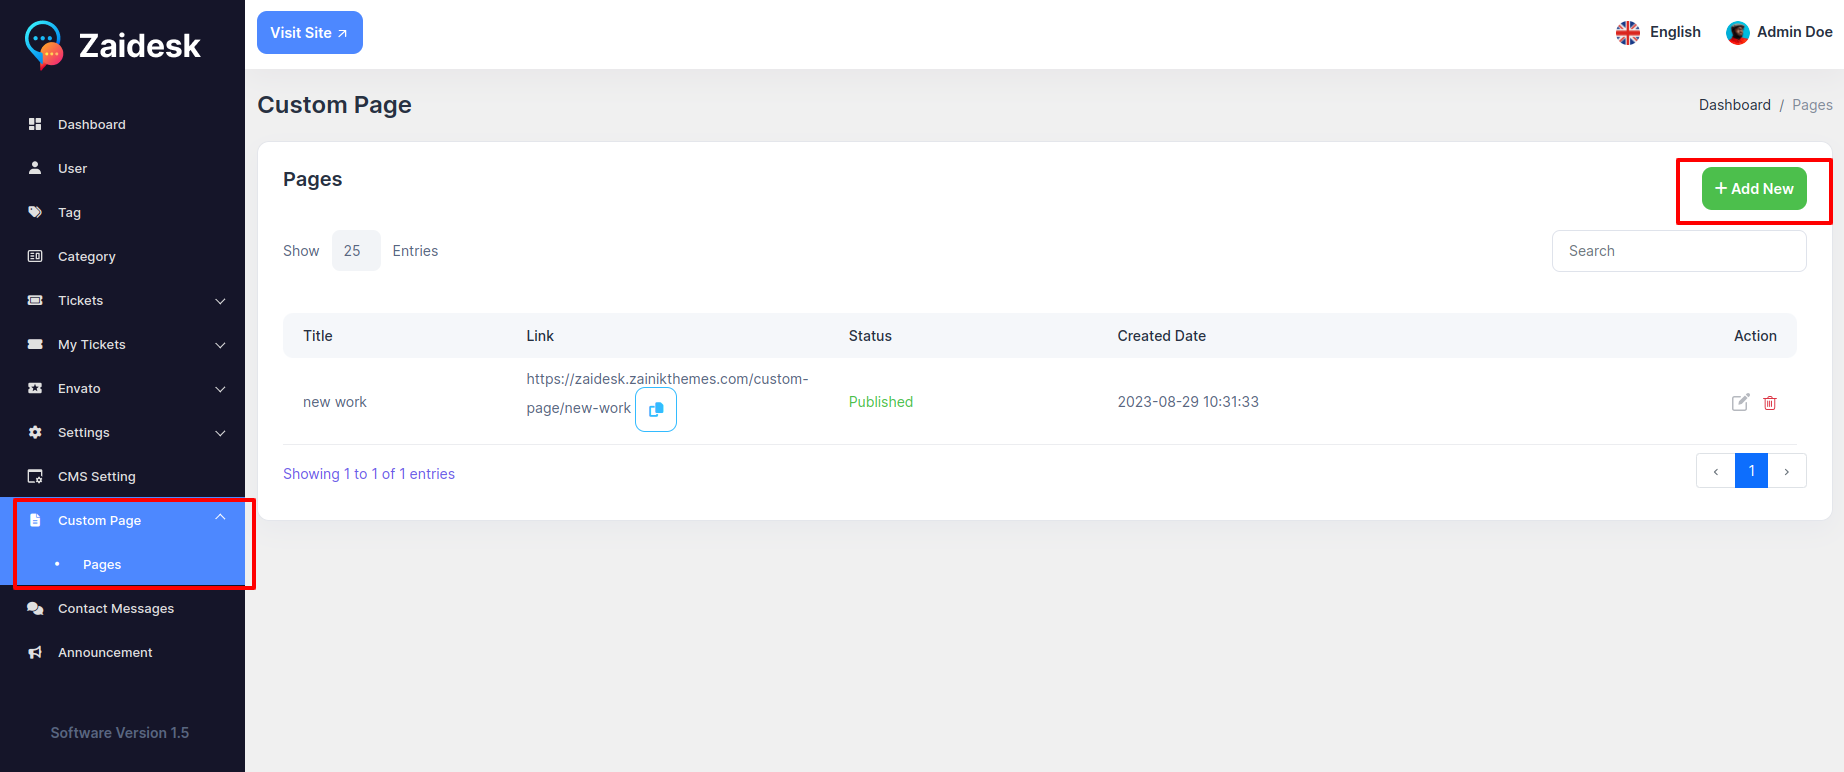 Zaidesk
Visit Site
English
Admin Doe
Dashboard
User
Tag
Category
Tickets
My Tickets
Envato
Settings
CMS Setting
Custom Page
Pages
Contact Messages
Announcement
Software Version 1.5
Custom Page
Dashboard / Pages
Pages
+ Add New
Show 25 Entries
Search
Title Link Status Created Date Action
new work https://zaidesk.zainikthemes.com/custom-
page/new-work Published 2023-08-29 10:31:33
Showing 1 to 1 of 1 entries
‹ 1 ›